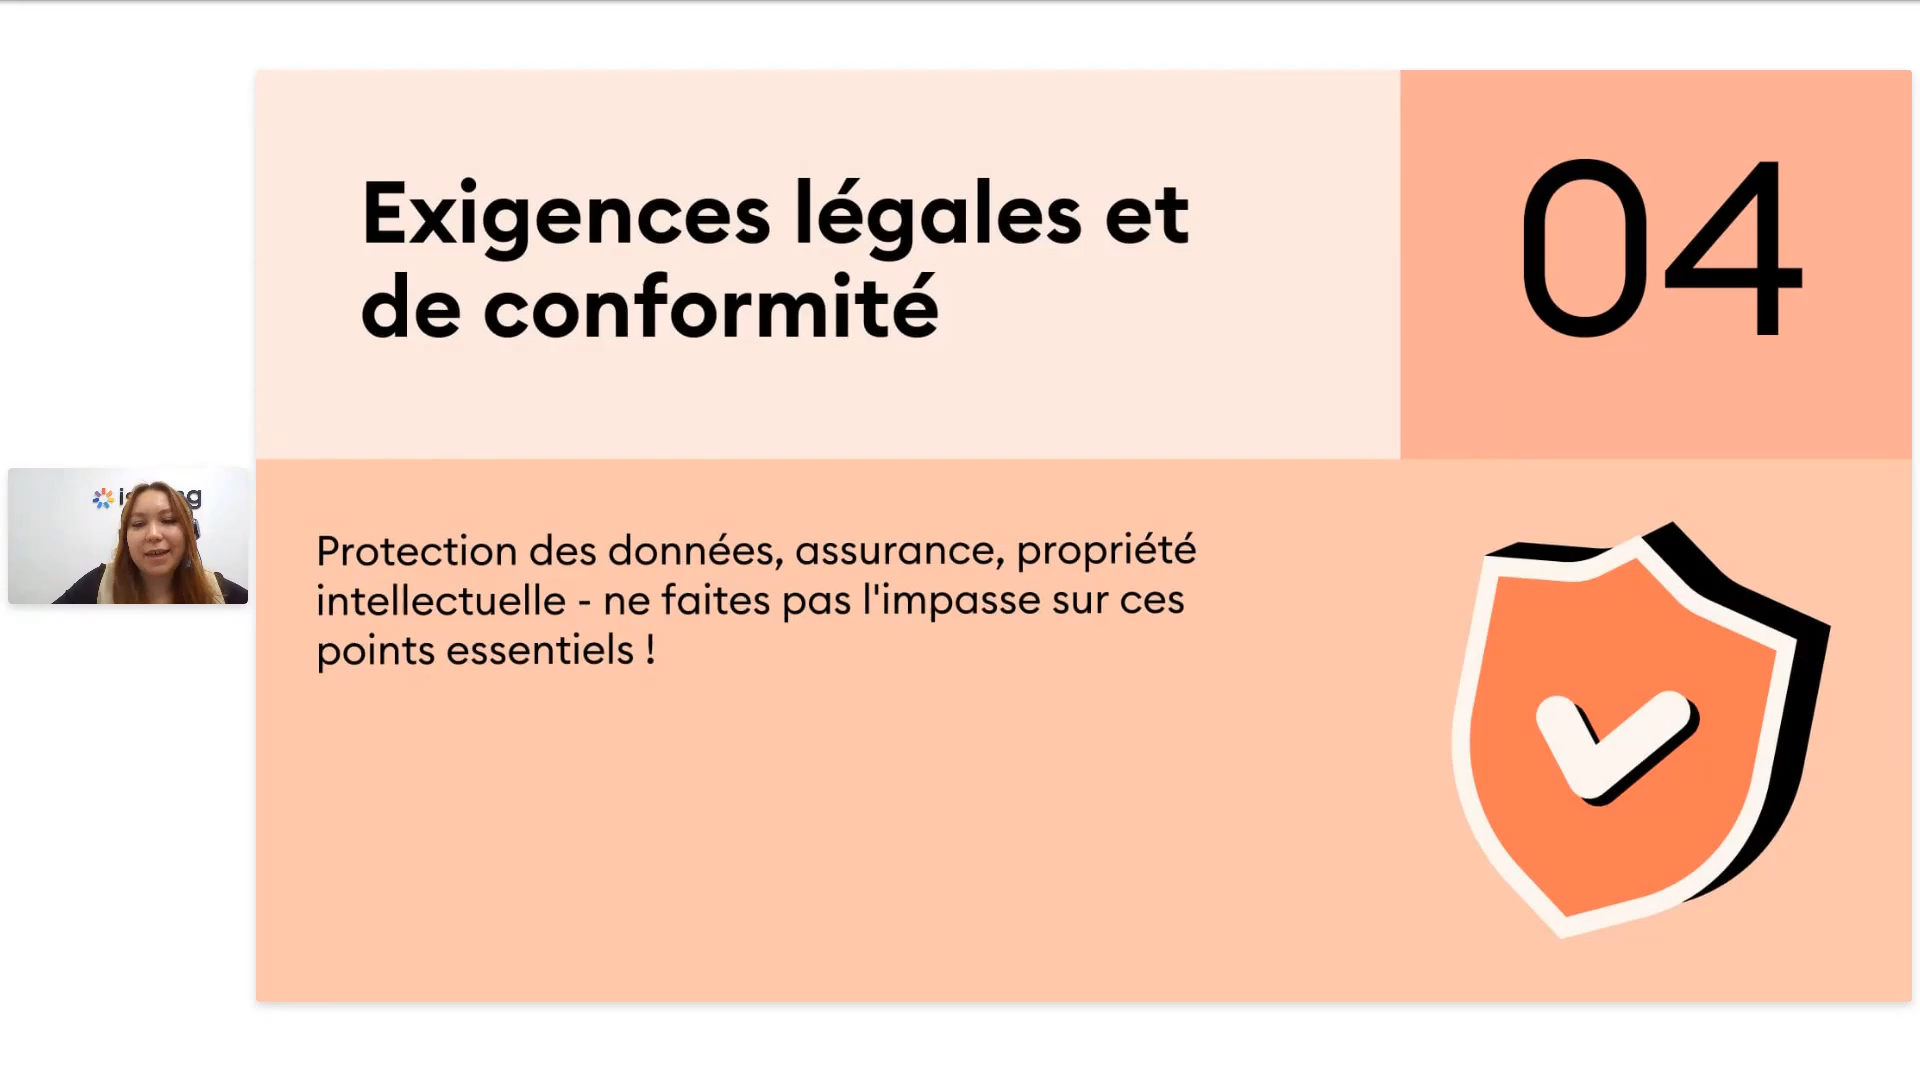 Exigences légales et
de conformité
04
Protection des données, assurance, propriété
intellectuelle - ne faites pas l'impasse sur ces
points essentiels !